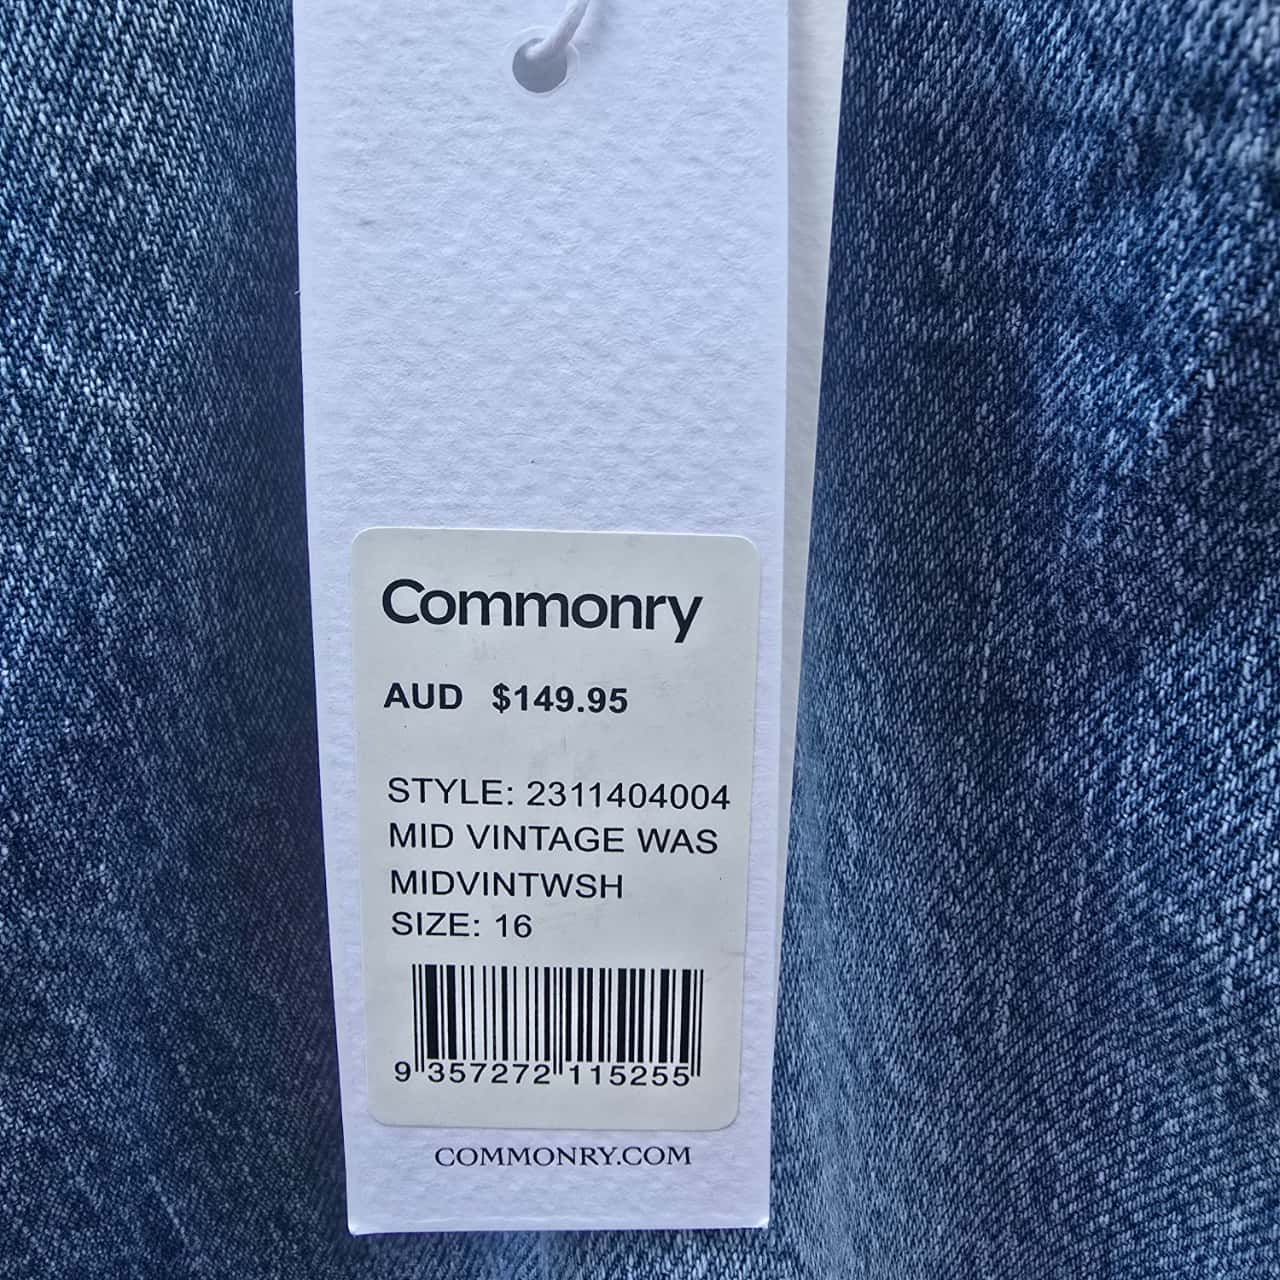 Commonry
AUD $149.95
STYLE: 2311404004
MID VINTAGE WAS
MIDVINTWSH
SIZE: 16
9 357272 115255
COMMONRY.COM